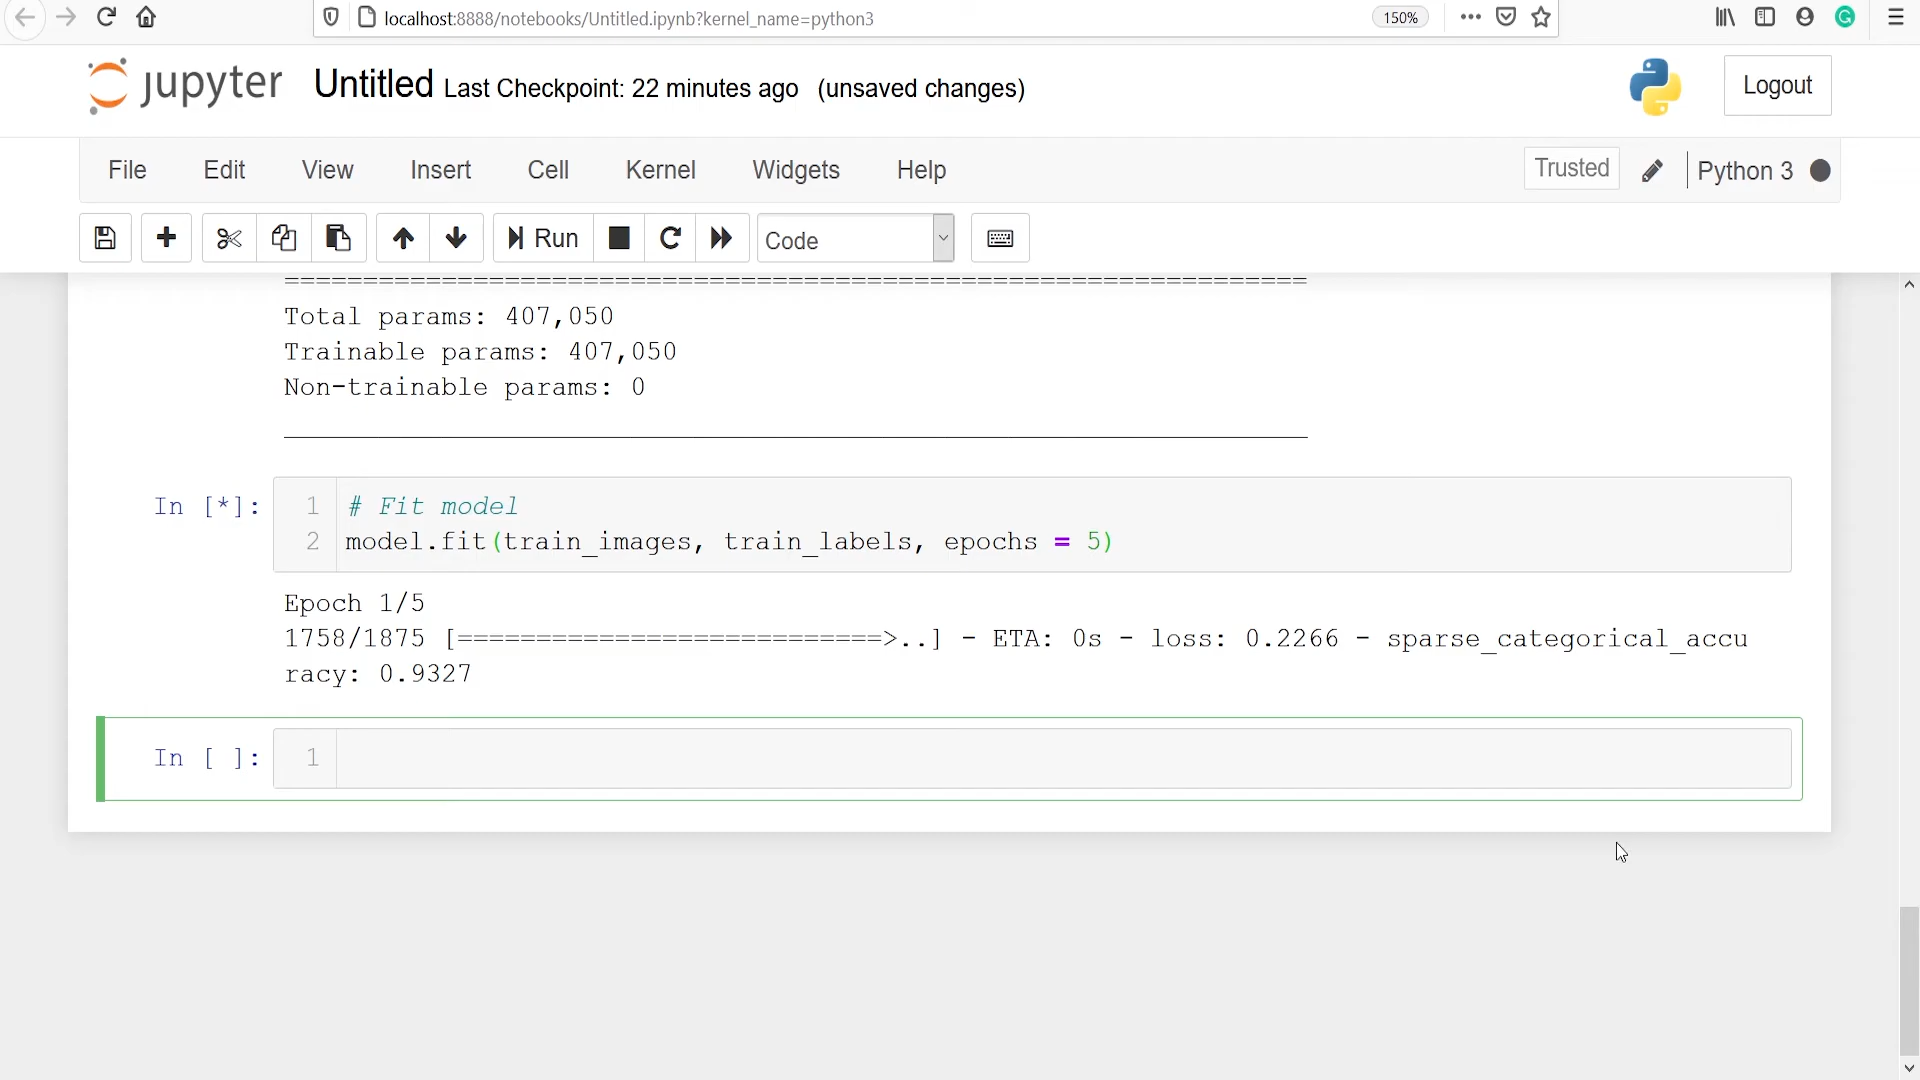 localhost:8888/notebooks/Untitled.ipynb?kernel_name=python3 150%
jupyter Untitled Last Checkpoint: 22 minutes ago (unsaved changes) Logout
File Edit View Insert Cell Kernel Widgets Help Trusted Python 3
Run Code
=================================================================
Total params: 407,050
Trainable params: 407,050
Non-trainable params: 0
_________________________________________________________________
In [*]: 1 # Fit model
2 model.fit(train_images, train_labels, epochs = 5)
Epoch 1/5
1758/1875 [===========================>..] - ETA: 0s - loss: 0.2266 - sparse_categorical_accu
racy: 0.9327
In [ ]: 1